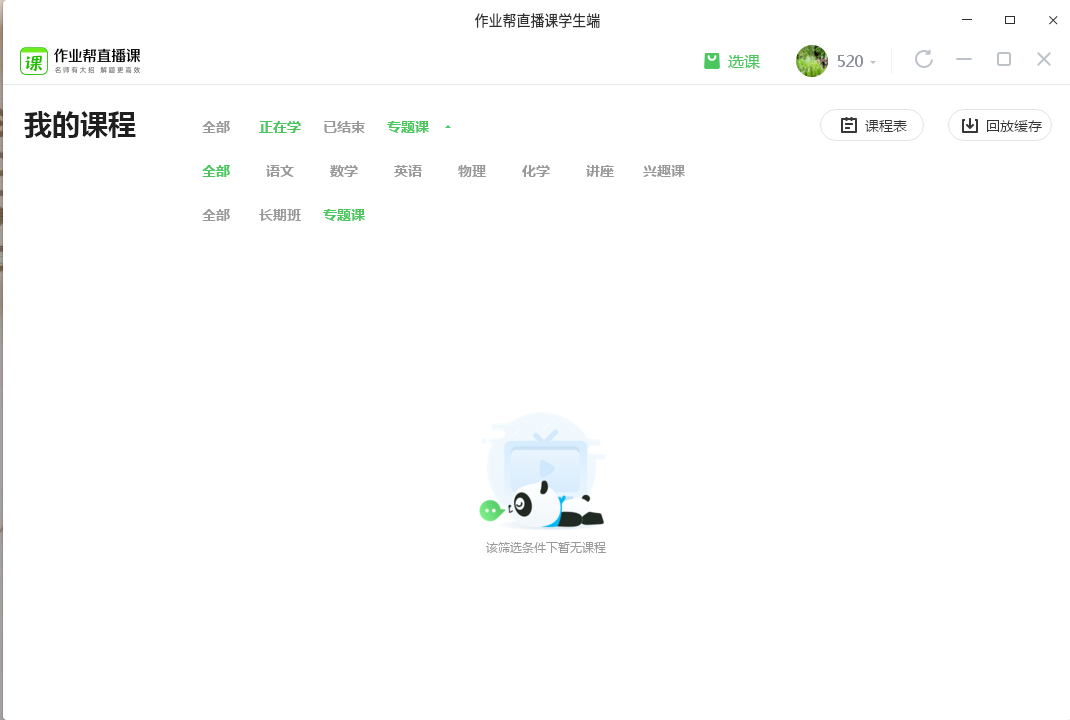 作业帮直播课学生端
课 作业帮直播课
名师有大招 解题更高效
选课 520
我的课程 全部 正在学 已结束 专题课 课程表 回放缓存
全部 语文 数学 英语 物理 化学 讲座 兴趣课
全部 长期班 专题课
该筛选条件下暂无课程